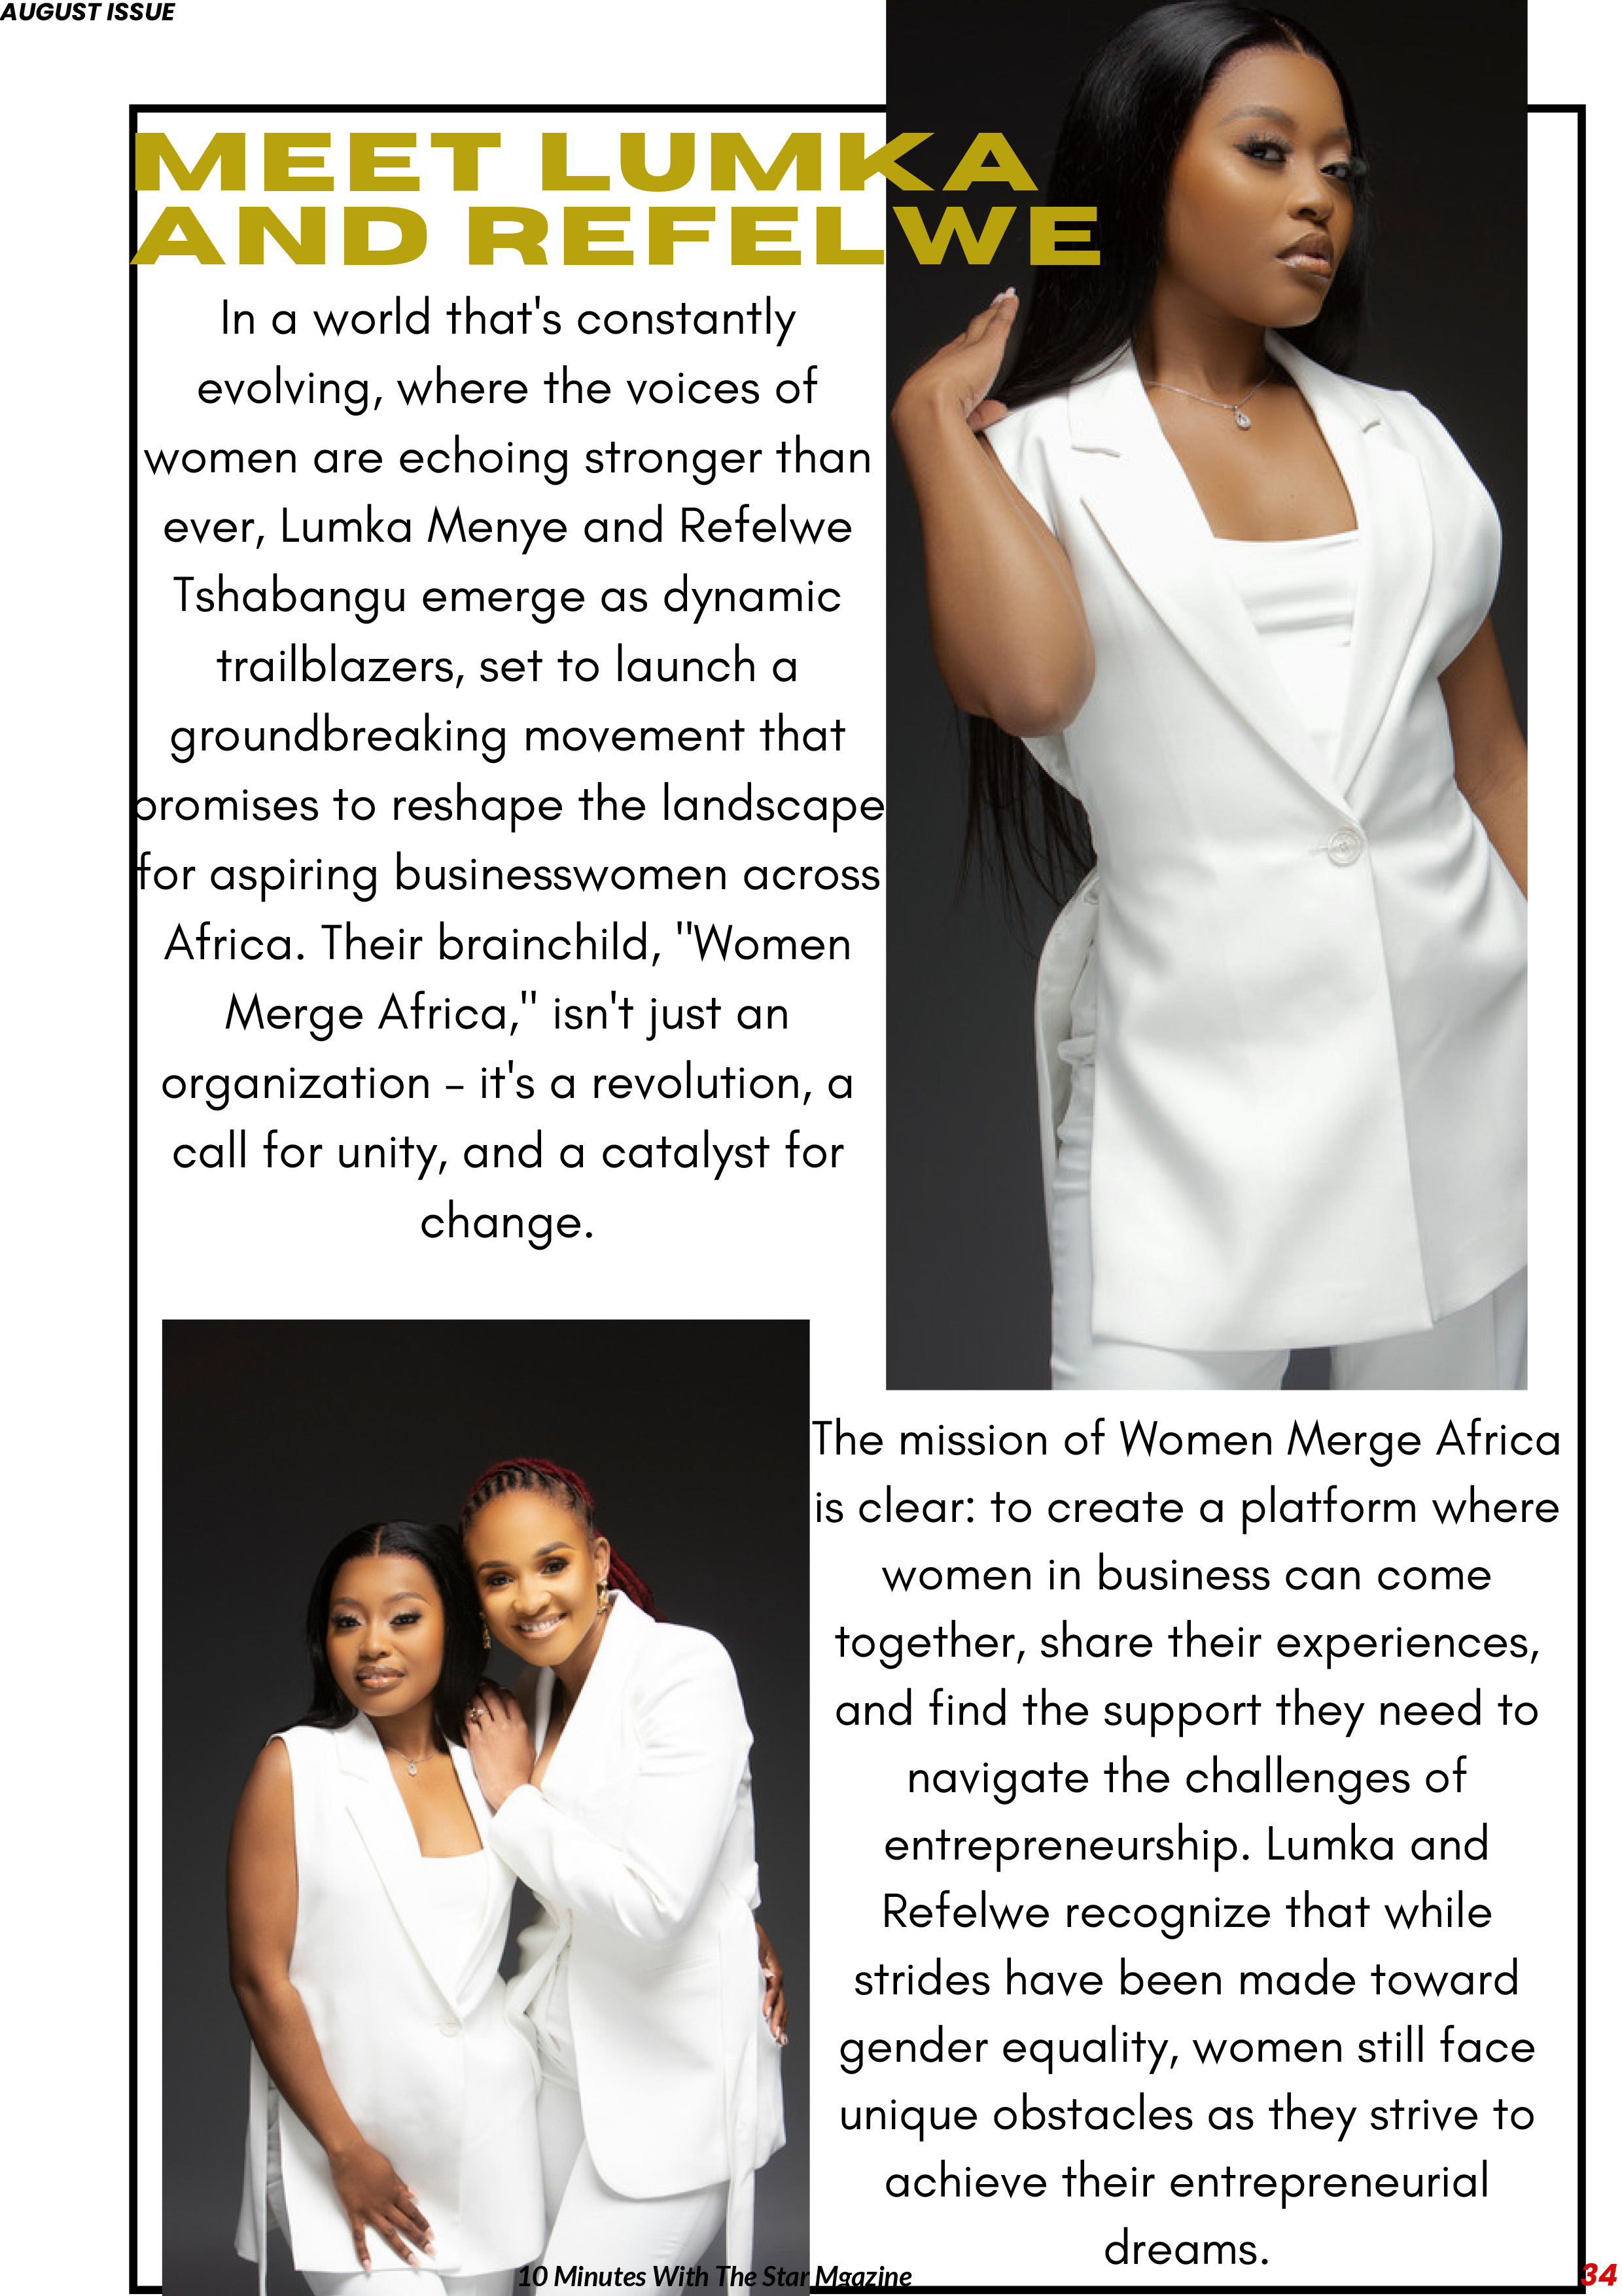 AUGUST ISSUE
MEET LUMKA
AND REFELWE
In a world that's constantly
evolving, where the voices of
women are echoing stronger than
ever, Lumka Menye and Refelwe
Tshabangu emerge as dynamic
trailblazers, set to launch a
groundbreaking movement that
promises to reshape the landscape
for aspiring businesswomen across
Africa. Their brainchild, "Women
Merge Africa," isn't just an
organization – it's a revolution, a
call for unity, and a catalyst for
change.
The mission of Women Merge Africa
is clear: to create a platform where
women in business can come
together, share their experiences,
and find the support they need to
navigate the challenges of
entrepreneurship. Lumka and
Refelwe recognize that while
strides have been made toward
gender equality, women still face
unique obstacles as they strive to
achieve their entrepreneurial
dreams.
10 Minutes With The Star Mgazine
34